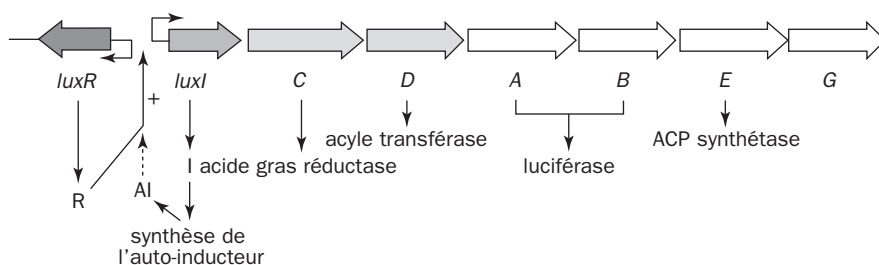 luxR luxI C D A B E G
+
acyle transférase ACP synthétase
I acide gras réductase luciférase
R AI
synthèse de
l’auto-inducteur